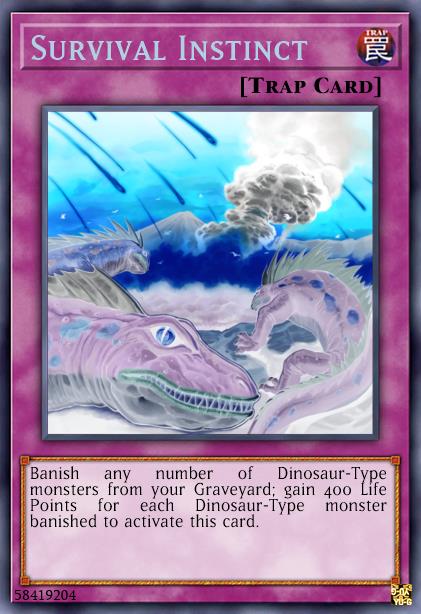 Survival Instinct
TRAP
罠
[Trap Card]
Banish any number of Dinosaur-Type
monsters from your Graveyard; gain 400 Life
Points for each Dinosaur-Type monster
banished to activate this card.
58419204